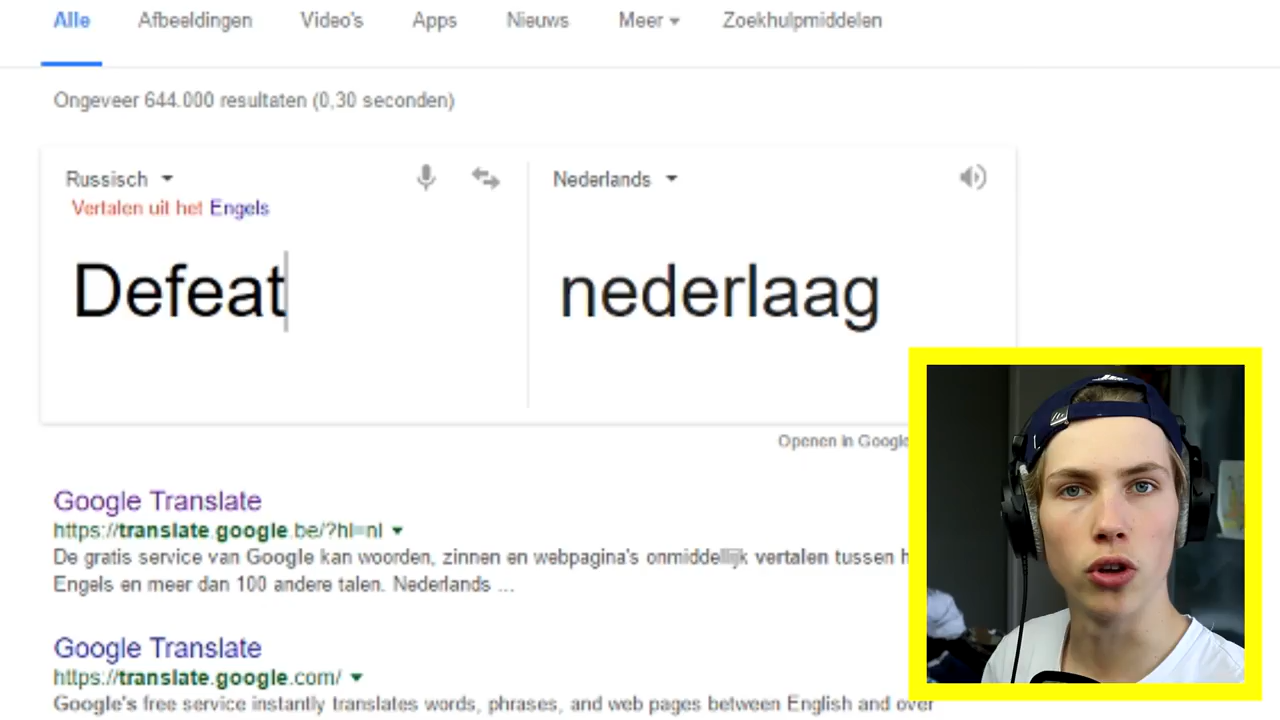 Alle Afbeeldingen Video's Apps Nieuws Meer Zoekhulpmiddelen
Ongeveer 644.000 resultaten (0,30 seconden)
Russisch Nederlands
Vertalen uit het Engels
Defeat nederlaag
Openen in Google
Google Translate
https://translate.google.be/?hl=nl
De gratis service van Google kan woorden, zinnen en webpagina's onmiddellijk vertalen tussen h
Engels en meer dan 100 andere talen. Nederlands ...
Google Translate
https://translate.google.com/
Google's free service instantly translates words, phrases, and web pages between English and over